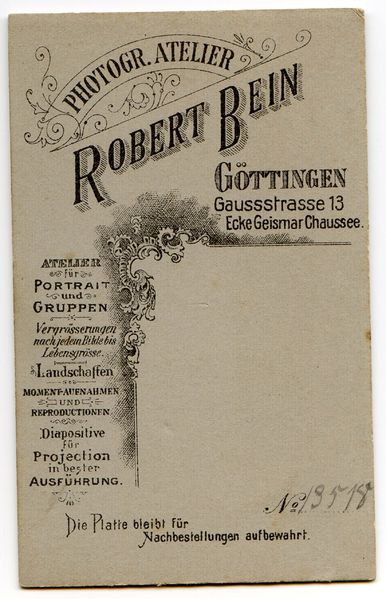 PHOTOGR. ATELIER
ROBERT BEIN
GÖTTINGEN
Gaussstrasse 13
Ecke Geismar Chaussee.
ATELIER
für
PORTRAIT
und
GRUPPEN
Vergrösserungen
nach jedem Bilde bis
Lebensgrösse.
Landschaften
MOMENT-AUFNAHMEN
UND
REPRODUCTIONEN
Diapositive
für
Projection
in bester
AUSFÜHRUNG.
No 13518
Die Platte bleibt für
Nachbestellungen aufbewahrt.